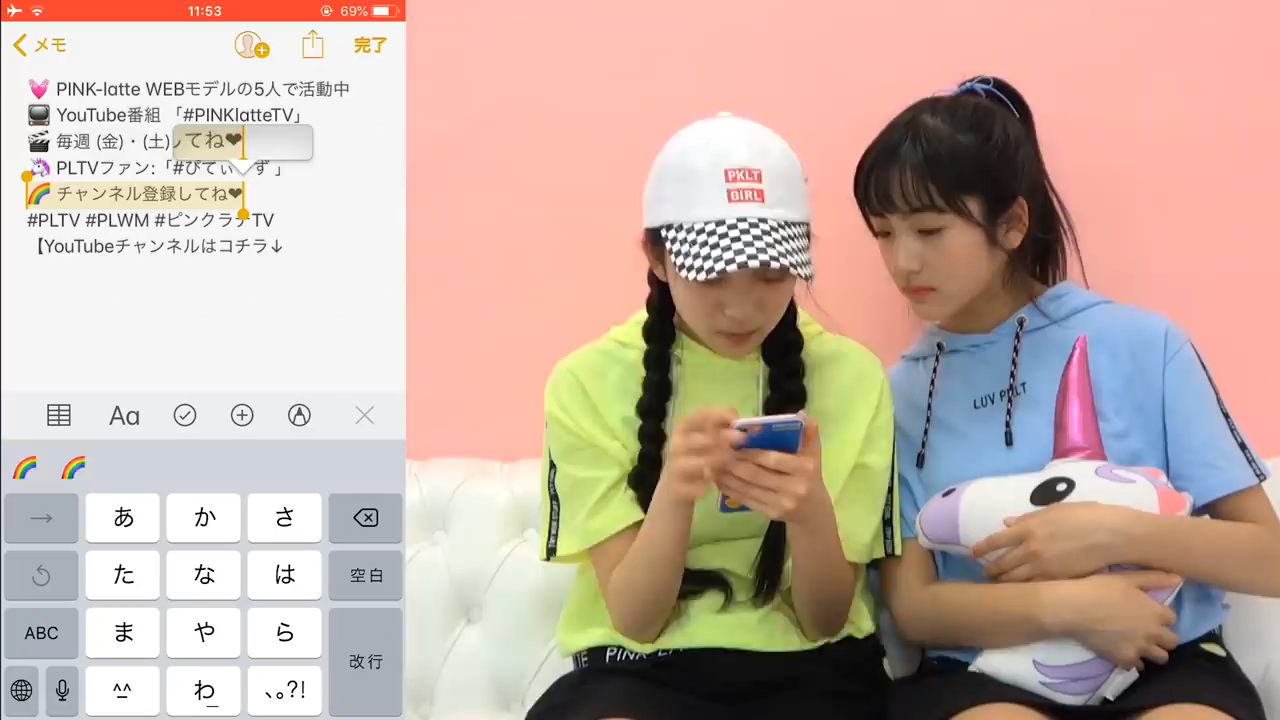 11:53
69%
メモ
完了
💓 PINK-latte WEBモデルの5人で活動中
📺 YouTube番組 「#PINKlatteTV」
🎬 毎週 (金)・(土)
してね❤
🦄 PLTVファン:「#ぴてぃ ず 」
🌈 チャンネル登録してね❤
#PLTV #PLWM #ピンクラテTV
【YouTubeチャンネルはコチラ↓
Aa
🌈 🌈
→ あ か さ
た な は 空白
ABC ま や ら
改行
^^ わ_ 、。?!
PKLT
GIRL
LUV PKLT
PINK-LA